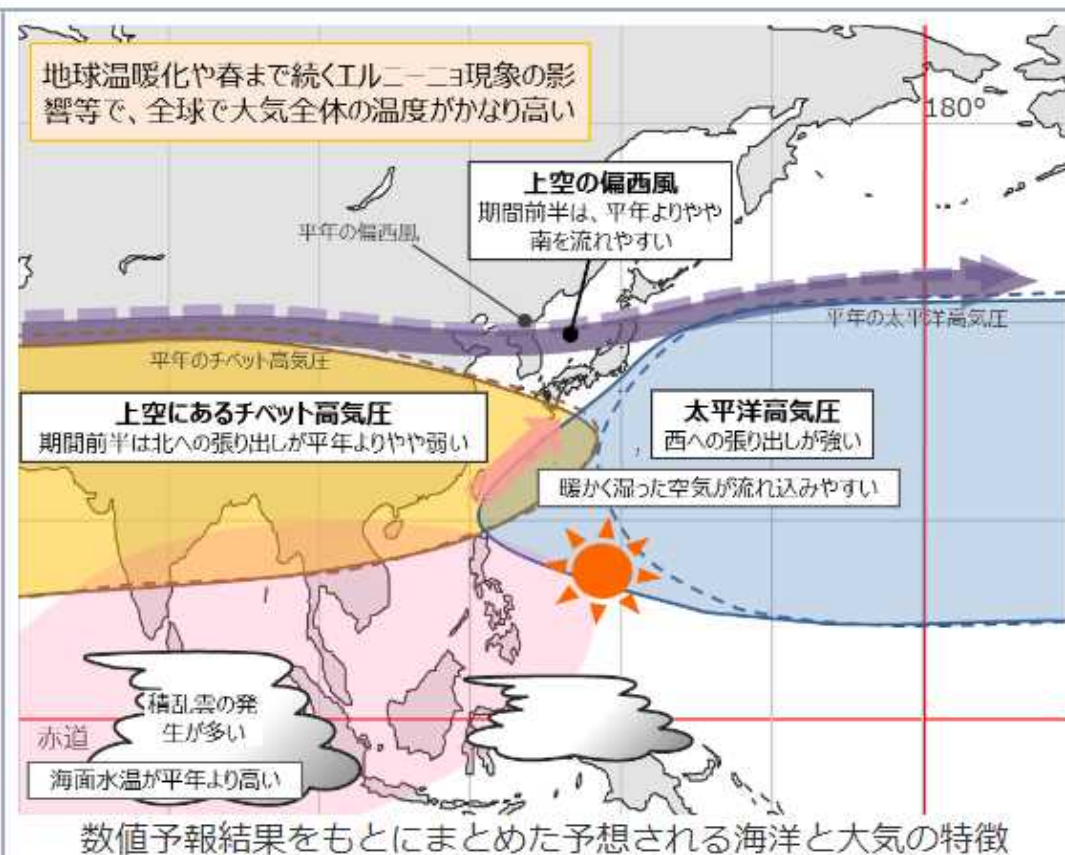 地球温暖化や春まで続くエルニーニョ現象の影
響等で、全球で大気全体の温度がかなり高い
180°
上空の偏西風
期間前半は、平年よりやや
南を流れやすい
平年の偏西風
平年の太平洋高気圧
平年のチベット高気圧
上空にあるチベット高気圧
期間前半は北への張り出しが平年よりやや弱い
太平洋高気圧
西への張り出しが強い
暖かく湿った空気が流れ込みやすい
積乱雲の発
生が多い
赤道
海面水温が平年より高い
数値予報結果をもとにまとめた予想される海洋と大気の特徴